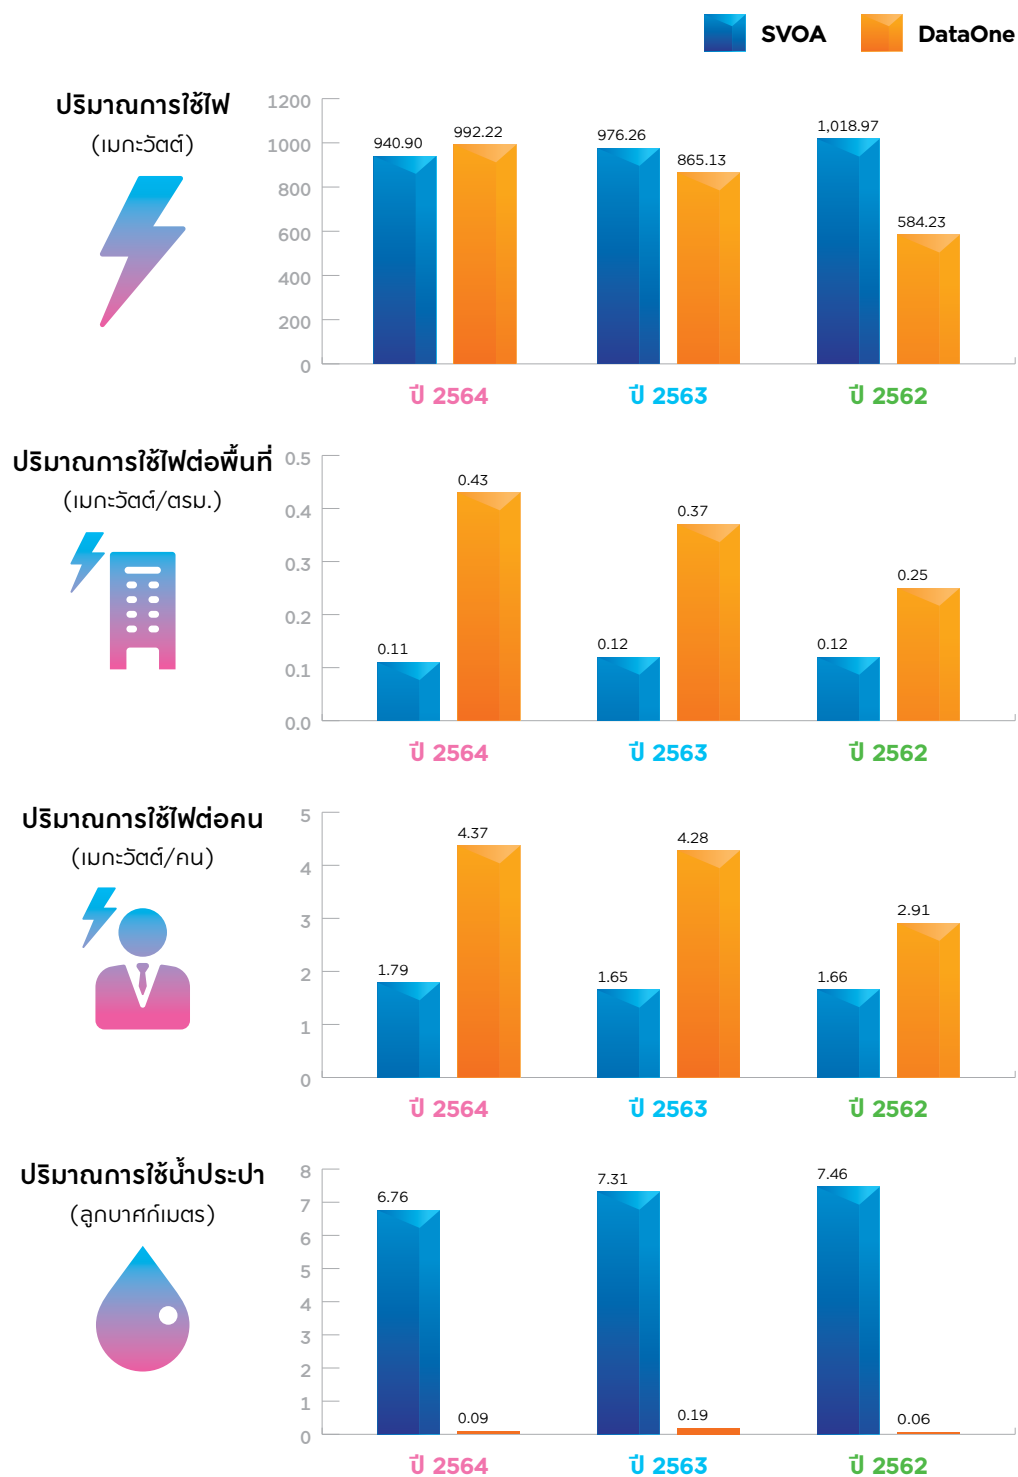 SVOA DataOne
ปริมาณการใช้ไฟ
(เมกะวัตต์)
1200
1000
800
600
400
200
0
940.90 992.22 976.26 865.13 1,018.97 584.23
ปี 2564 ปี 2563 ปี 2562
ปริมาณการใช้ไฟต่อพื้นที่
(เมกะวัตต์/ตรม.)
0.5
0.4
0.3
0.2
0.1
0.0
0.11 0.43 0.12 0.37 0.12 0.25
ปี 2564 ปี 2563 ปี 2562
ปริมาณการใช้ไฟต่อคน
(เมกะวัตต์/คน)
5
4
3
2
1
0
1.79 4.37 1.65 4.28 1.66 2.91
ปี 2564 ปี 2563 ปี 2562
ปริมาณการใช้น้ำประปา
(ลูกบาศก์เมตร)
8
7
6
5
4
3
2
1
0
6.76 0.09 7.31 0.19 7.46 0.06
ปี 2564 ปี 2563 ปี 2562